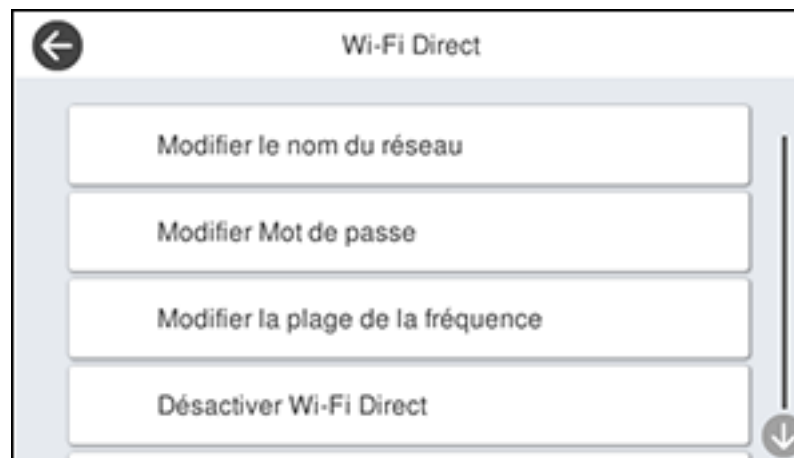 Wi-Fi Direct
Modifier le nom du réseau
Modifier Mot de passe
Modifier la plage de la fréquence
Désactiver Wi-Fi Direct